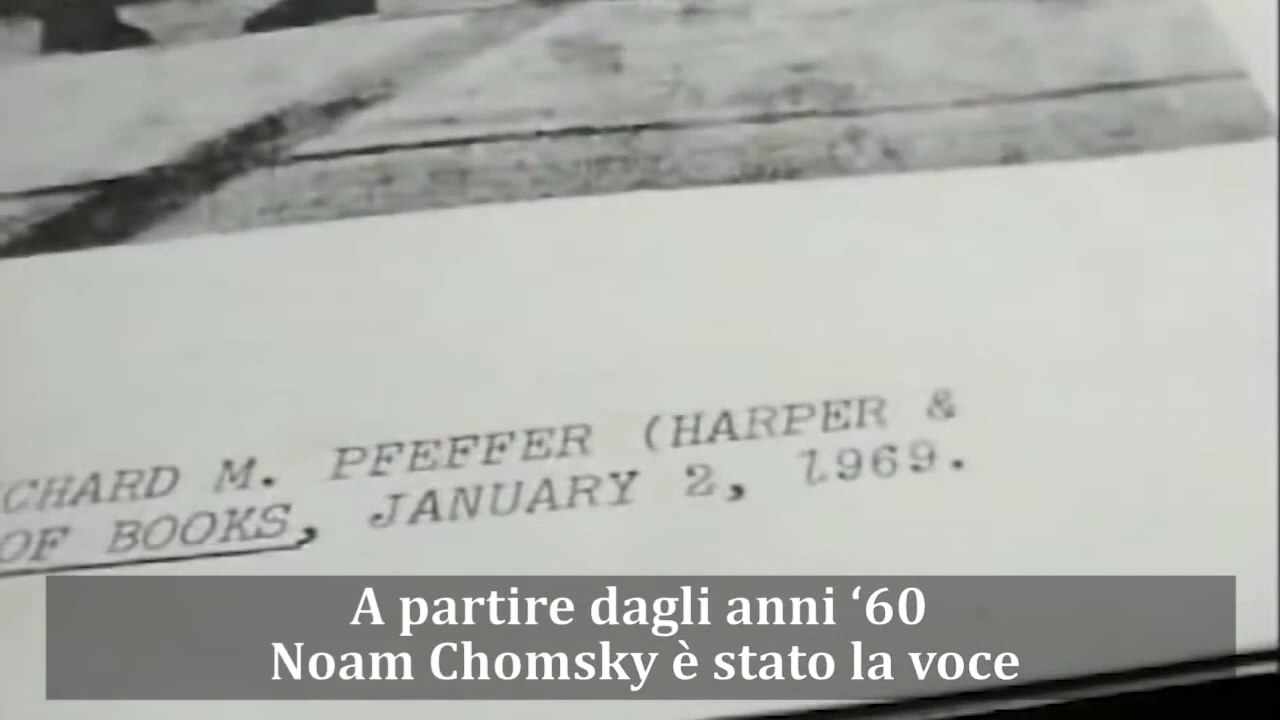 CHARD M. PFEFFER (HARPER &
OF BOOKS, JANUARY 2, 1969.
A partire dagli anni ‘60
Noam Chomsky è stato la voce